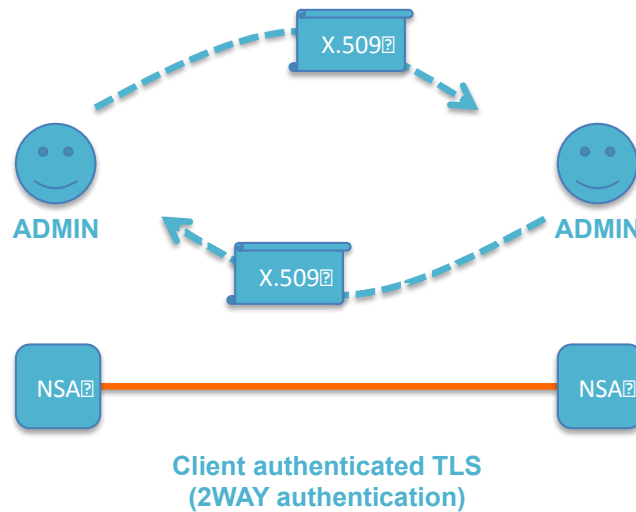 X.509
ADMIN
ADMIN
X.509
NSA
NSA
Client authenticated TLS
(2WAY authentication)